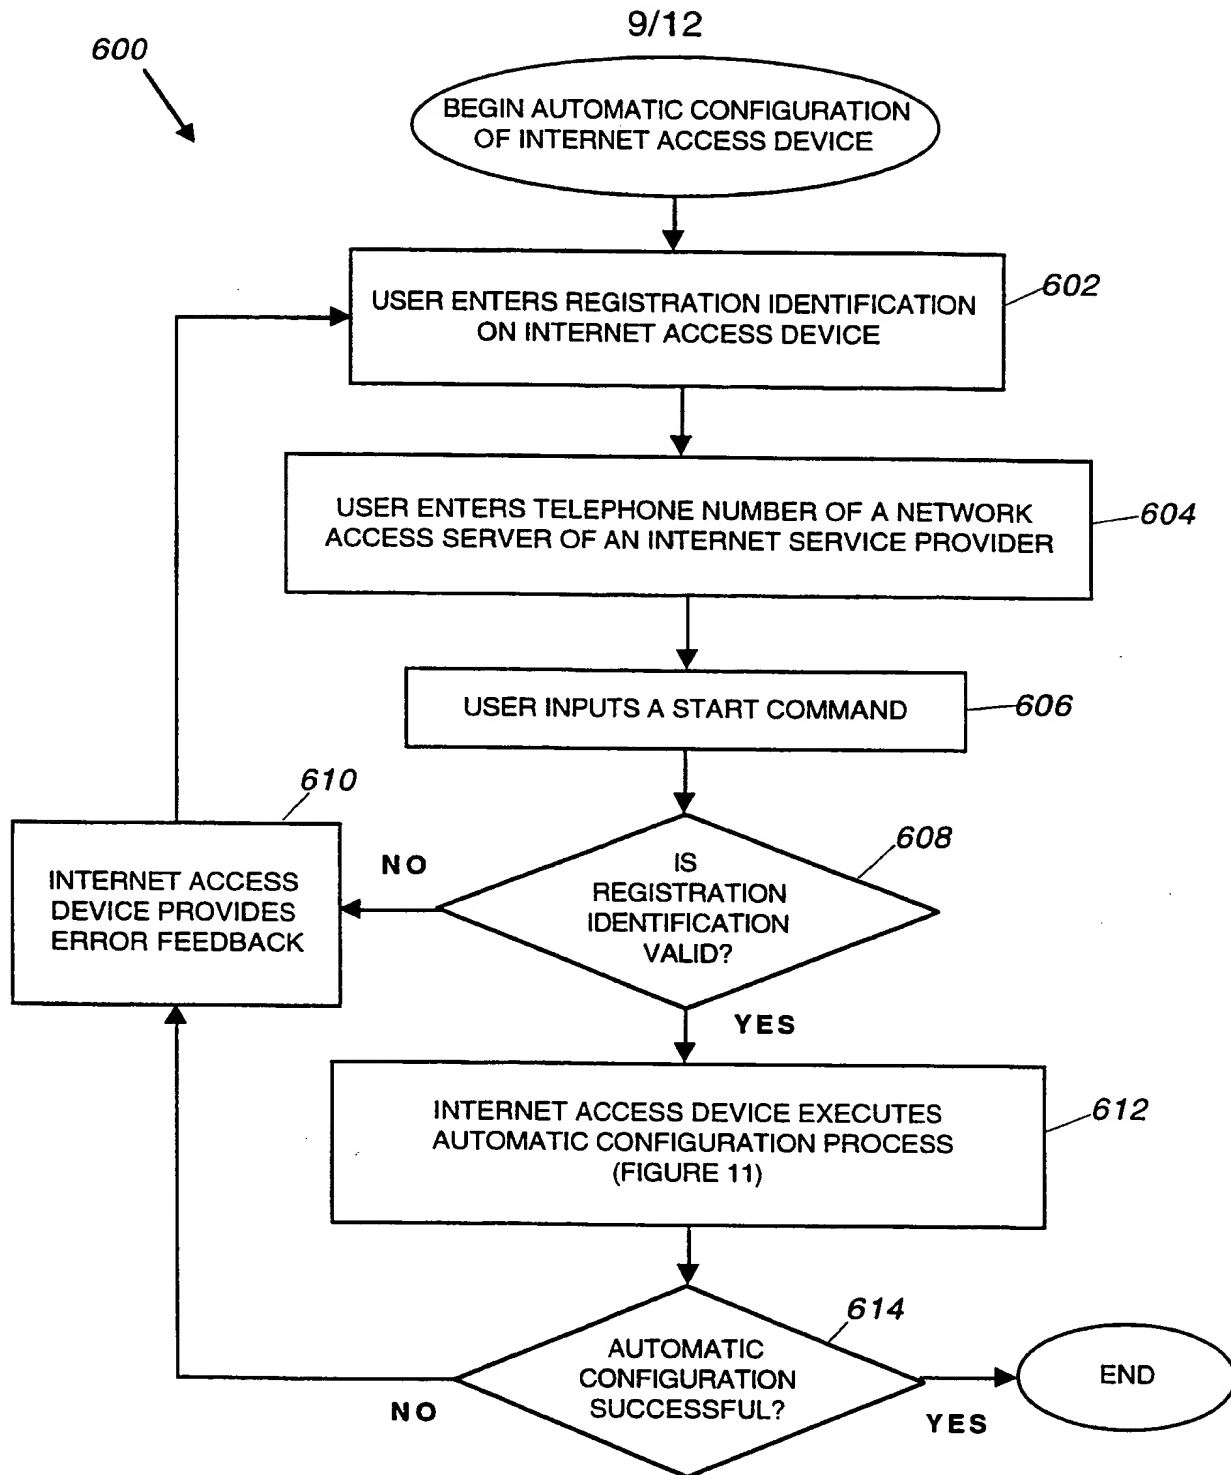 9/12
600
BEGIN AUTOMATIC CONFIGURATION
OF INTERNET ACCESS DEVICE
602
USER ENTERS REGISTRATION IDENTIFICATION
ON INTERNET ACCESS DEVICE
604
USER ENTERS TELEPHONE NUMBER OF A NETWORK
ACCESS SERVER OF AN INTERNET SERVICE PROVIDER
USER INPUTS A START COMMAND
606
610
608
NO
IS
REGISTRATION
IDENTIFICATION
VALID?
INTERNET ACCESS
DEVICE PROVIDES
ERROR FEEDBACK
YES
INTERNET ACCESS DEVICE EXECUTES
AUTOMATIC CONFIGURATION PROCESS
(FIGURE 11)
612
614
AUTOMATIC
CONFIGURATION
SUCCESSFUL?
END
NO
YES